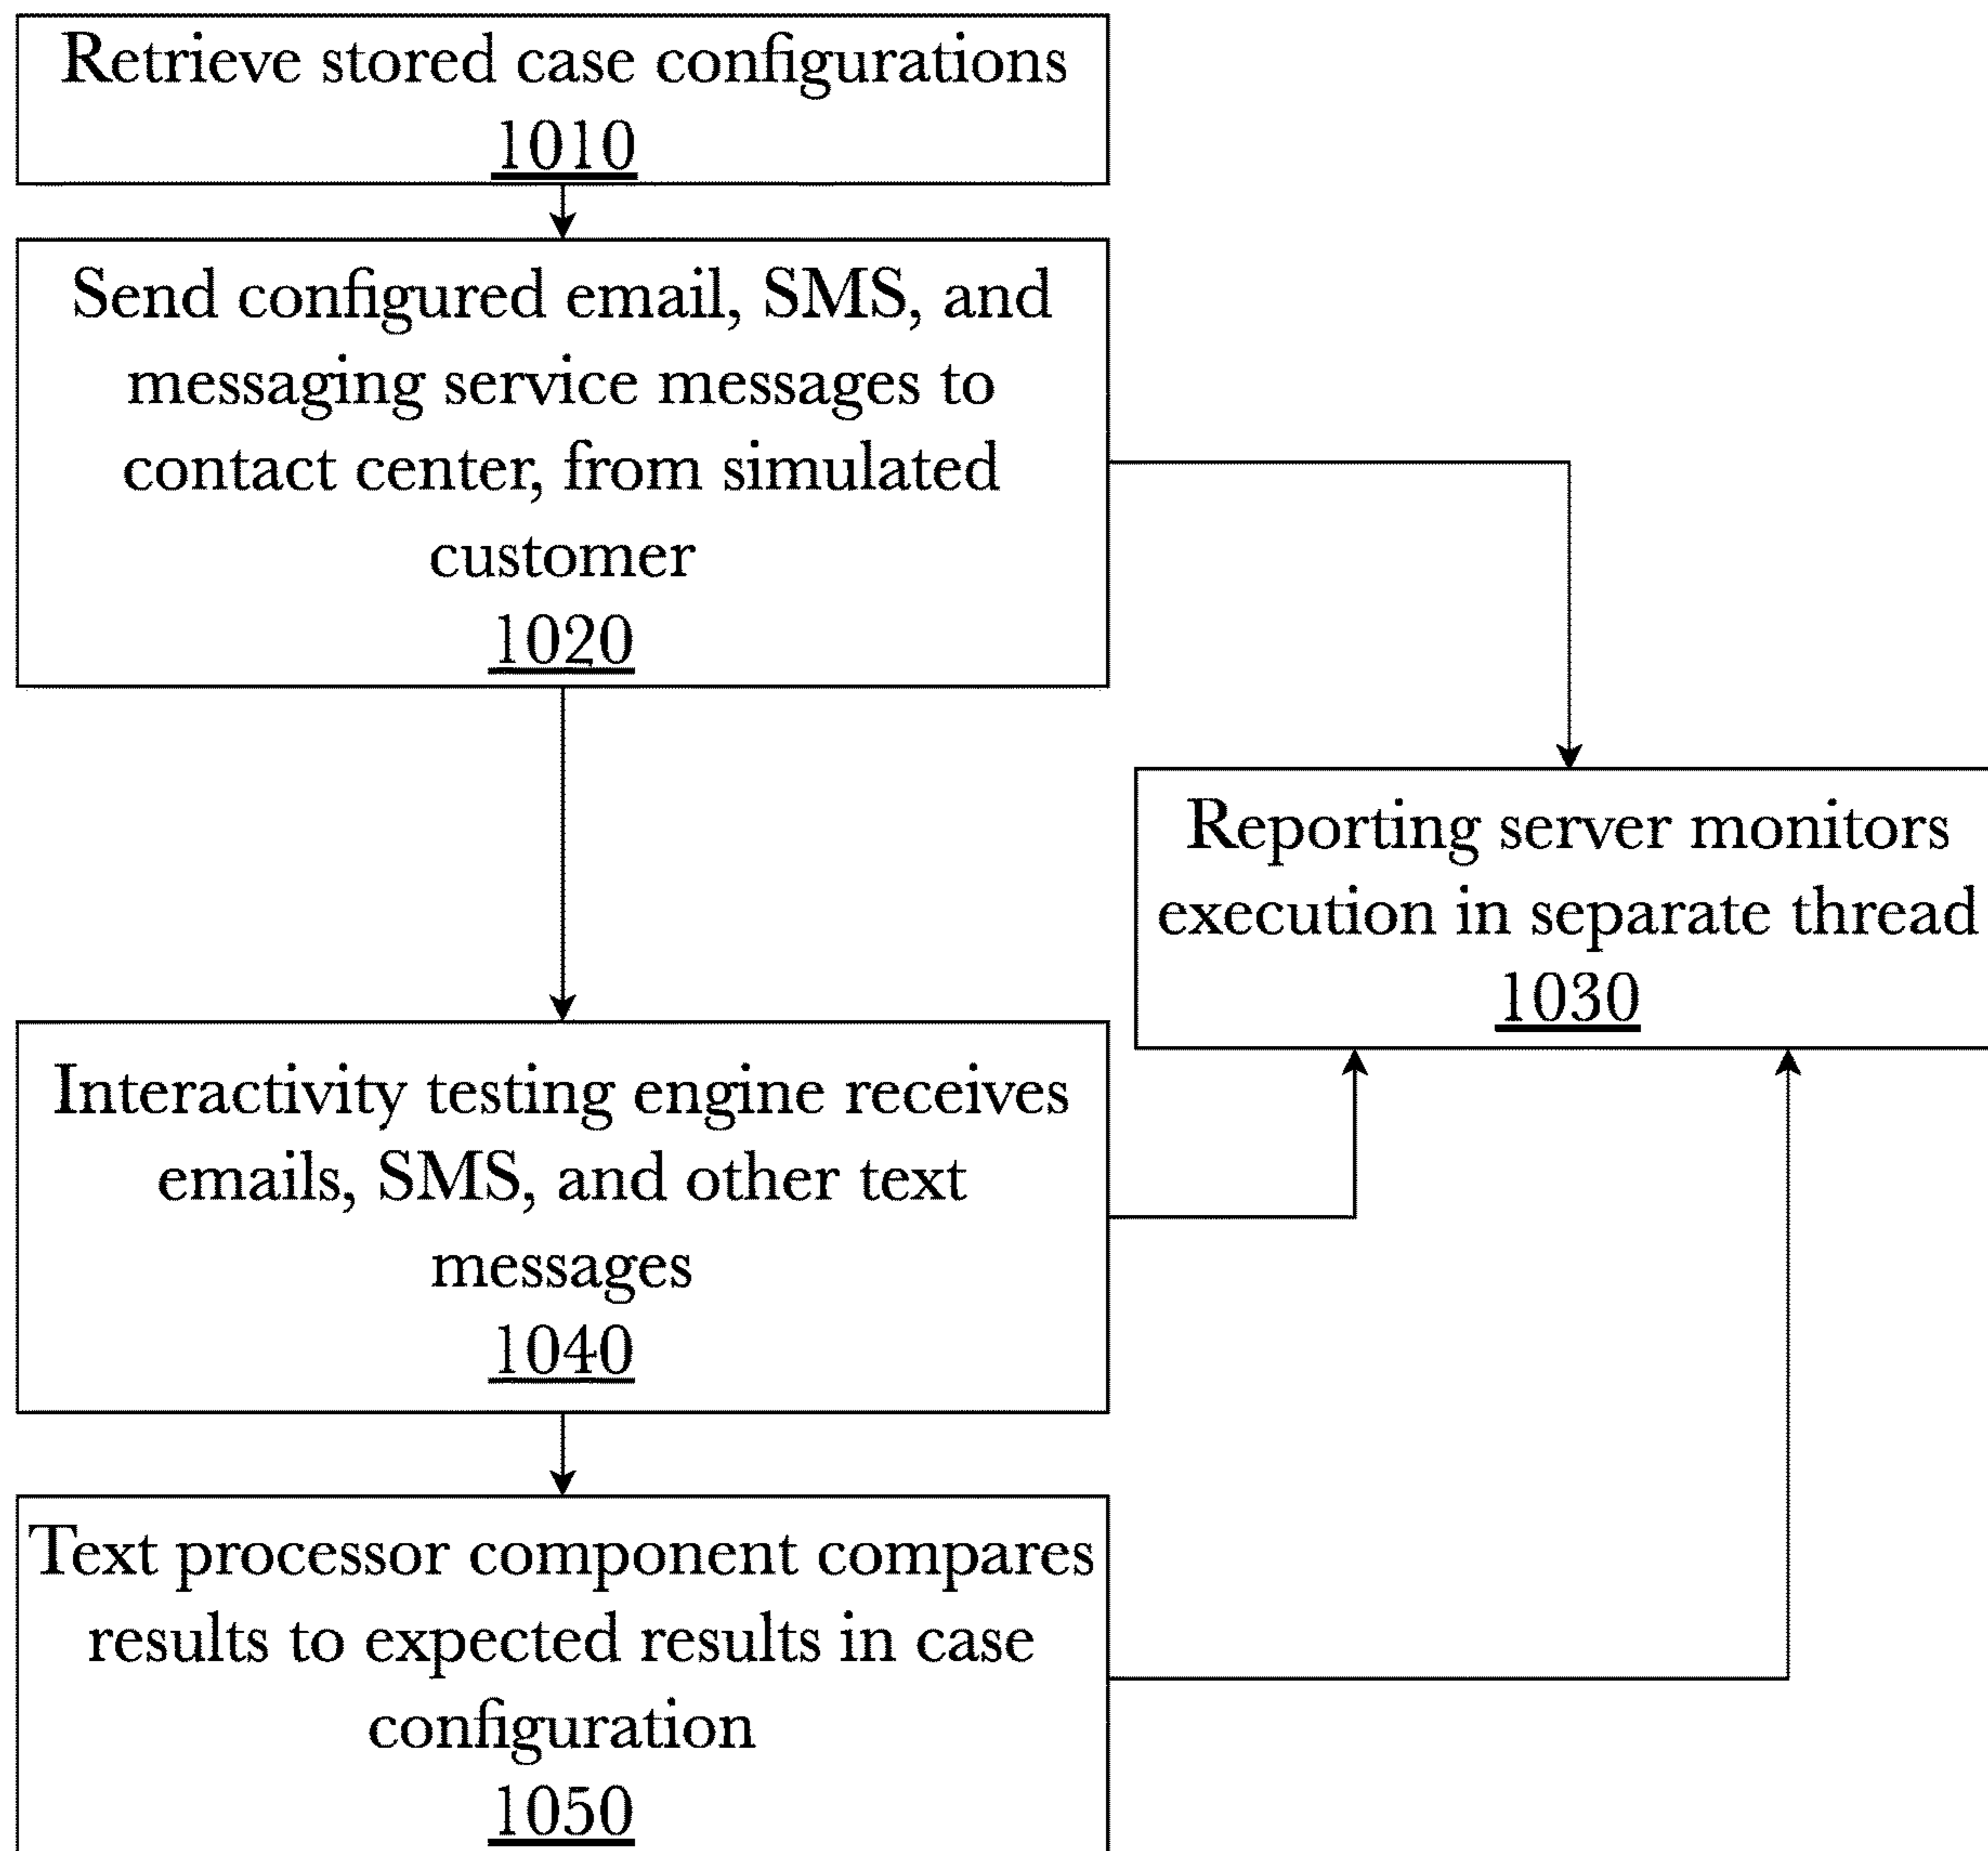 Retrieve stored case configurations
1010
Send configured email, SMS, and
messaging service messages to
contact center, from simulated
customer
1020
Reporting server monitors
execution in separate thread
1030
Interactivity testing engine receives
emails, SMS, and other text
messages
1040
Text processor component compares
results to expected results in case
configuration
1050